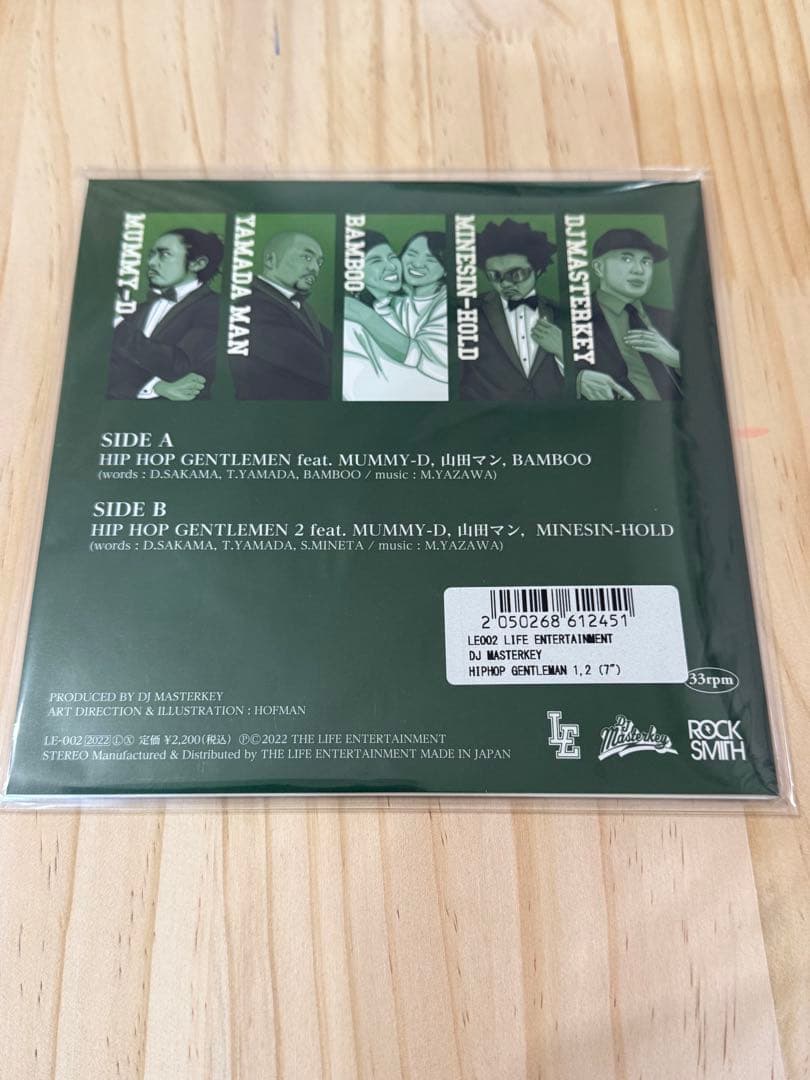 MUMMY-D
YAMADA MAN
BAMBOO
MINESIN-HOLD
DJ MASTERKEY
SIDE A
HIP HOP GENTLEMEN feat. MUMMY-D, 山田マン, BAMBOO
(words : D.SAKAMA, T.YAMADA, BAMBOO / music : M.YAZAWA)
SIDE B
HIP HOP GENTLEMEN 2 feat. MUMMY-D, 山田マン, MINESIN-HOLD
(words : D.SAKAMA, T.YAMADA, S.MINETA / music : M.YAZAWA)
2 050268 612451
LE002 LIFE ENTERTAINMENT
DJ MASTERKEY
HIPHOP GENTLEMAN 1,2 (7")
33rpm
PRODUCED BY DJ MASTERKEY
ART DIRECTION & ILLUSTRATION : HOFMAN
LE-002 2022 Ⓛ Ⓧ 定価 ¥2,200(税込) ℗©2022 THE LIFE ENTERTAINMENT
STEREO Manufactured & Distributed by THE LIFE ENTERTAINMENT MADE IN JAPAN
LE
DJ Masterkey
ROCK SMITH